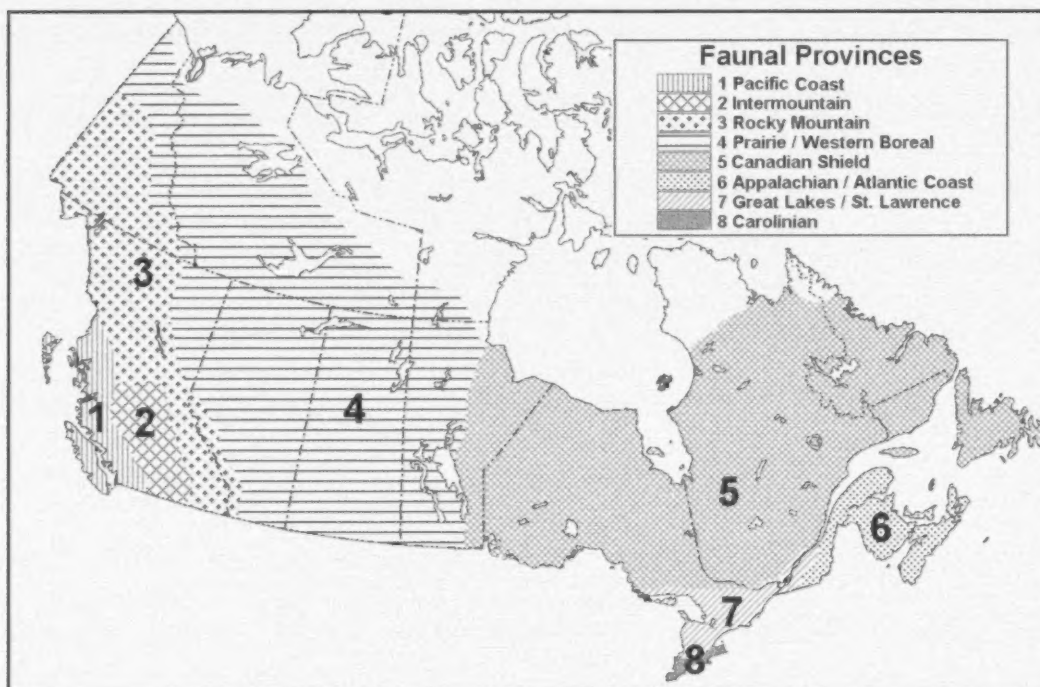 Faunal Provinces
1 Pacific Coast
2 Intermountain
3 Rocky Mountain
4 Prairie / Western Boreal
5 Canadian Shield
6 Appalachian / Atlantic Coast
7 Great Lakes / St. Lawrence
8 Carolinian
3
1
2
4
5
6
7
8